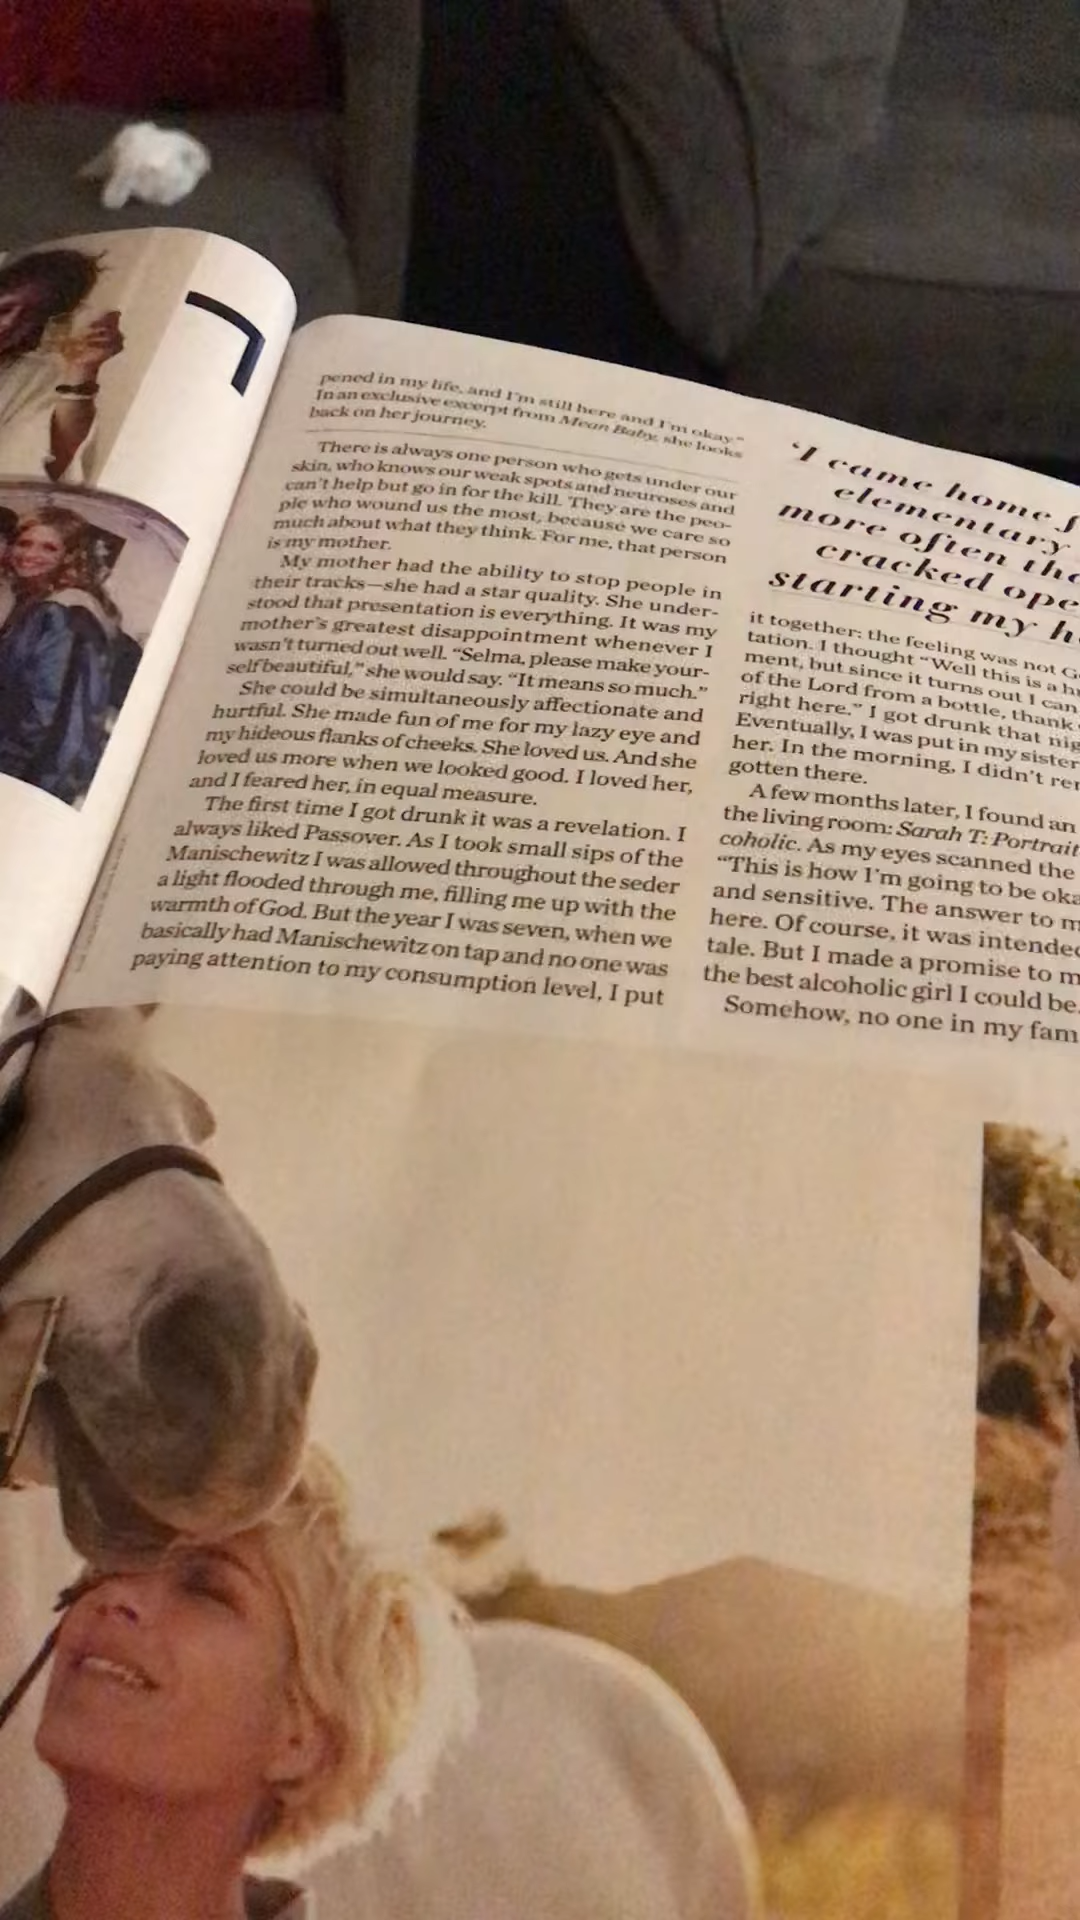 pened in my life, and I'm still here and I'm okay."
In an exclusive excerpt from Mean Baby, she looks
back on her journey.
There is always one person who gets under our
skin, who knows our weak spots and neuroses and
can't help but go in for the kill. They are the peo-
ple who wound us the most, because we care so
much about what they think. For me, that person
is my mother.
My mother had the ability to stop people in
their tracks—she had a star quality. She under-
stood that presentation is everything. It was my
mother's greatest disappointment whenever I
wasn't turned out well. “Selma, please make your-
self beautiful,” she would say. “It means so much.”
She could be simultaneously affectionate and
hurtful. She made fun of me for my lazy eye and
my hideous flanks of cheeks. She loved us. And she
loved us more when we looked good. I loved her,
and I feared her, in equal measure.
The first time I got drunk it was a revelation. I
always liked Passover. As I took small sips of the
Manischewitz I was allowed throughout the seder
a light flooded through me, filling me up with the
warmth of God. But the year I was seven, when we
basically had Manischewitz on tap and no one was
paying attention to my consumption level, I put
‘I came home
elementary
more often
cracked
starting my
it together: the feeling was not
tation. I thought “Well this is a
ment, but since it turns out I can
of the Lord from a bottle, thank
right here.” I got drunk that
Eventually, I was put in my sister
her. In the morning, I didn't
gotten there.
A few months later, I found an
the living room: Sarah T: Portrait
coholic. As my eyes scanned the
“This is how I'm going to be
and sensitive. The answer to
here. Of course, it was intended
tale. But I made a promise to
the best alcoholic girl I could be.
Somehow, no one in my